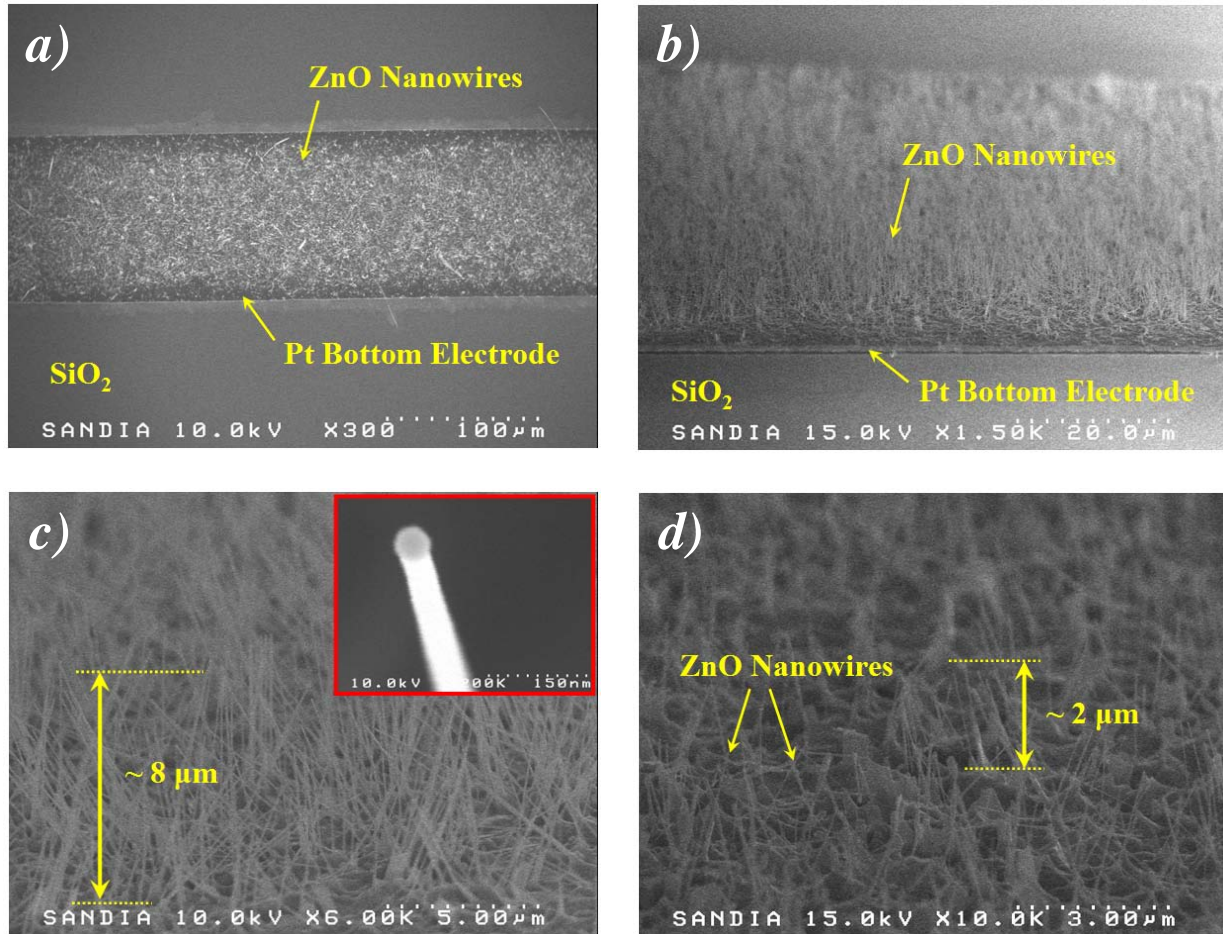 a)
ZnO Nanowires
Pt Bottom Electrode
SiO₂
SANDIA 10.0kV X300 100µm
b)
ZnO Nanowires
Pt Bottom Electrode
SiO₂
SANDIA 15.0kV X1.50K 20.0µm
c)
10.0kV 150nm
~ 8 µm
SANDIA 10.0kV X6.00K 5.00µm
d)
ZnO Nanowires
~ 2 µm
SANDIA 15.0kV X10.0K 3.00µm